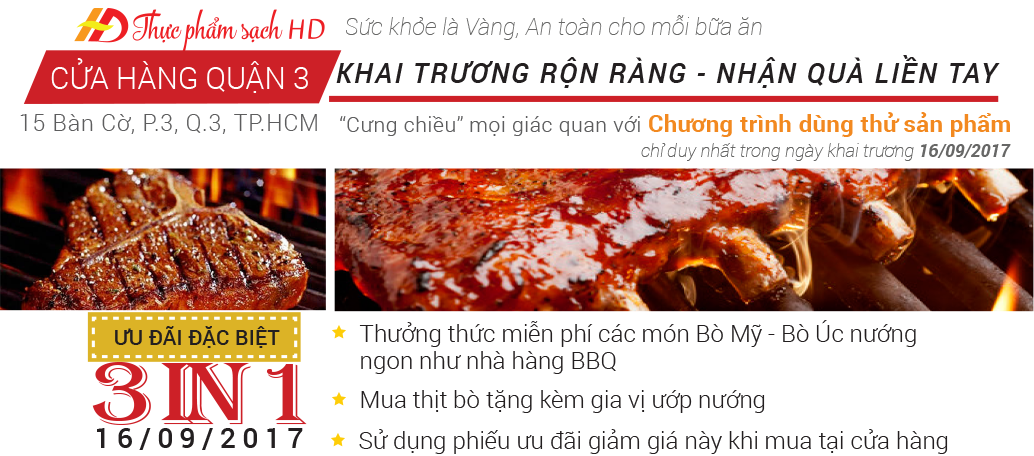 HD Thực phẩm sạch HD
Sức khỏe là Vàng, An toàn cho mỗi bữa ăn
CỬA HÀNG QUẬN 3
KHAI TRƯƠNG RỘN RÀNG - NHẬN QUÀ LIỀN TAY
15 Bàn Cờ, P.3, Q.3, TP.HCM
“Cưng chiều” mọi giác quan với Chương trình dùng thử sản phẩm
chỉ duy nhất trong ngày khai trương 16/09/2017
ƯU ĐÃI ĐẶC BIỆT
3 IN 1
16/09/2017
Thưởng thức miễn phí các món Bò Mỹ - Bò Úc nướng
ngon như nhà hàng BBQ
Mua thịt bò tặng kèm gia vị ướp nướng
Sử dụng phiếu ưu đãi giảm giá này khi mua tại cửa hàng